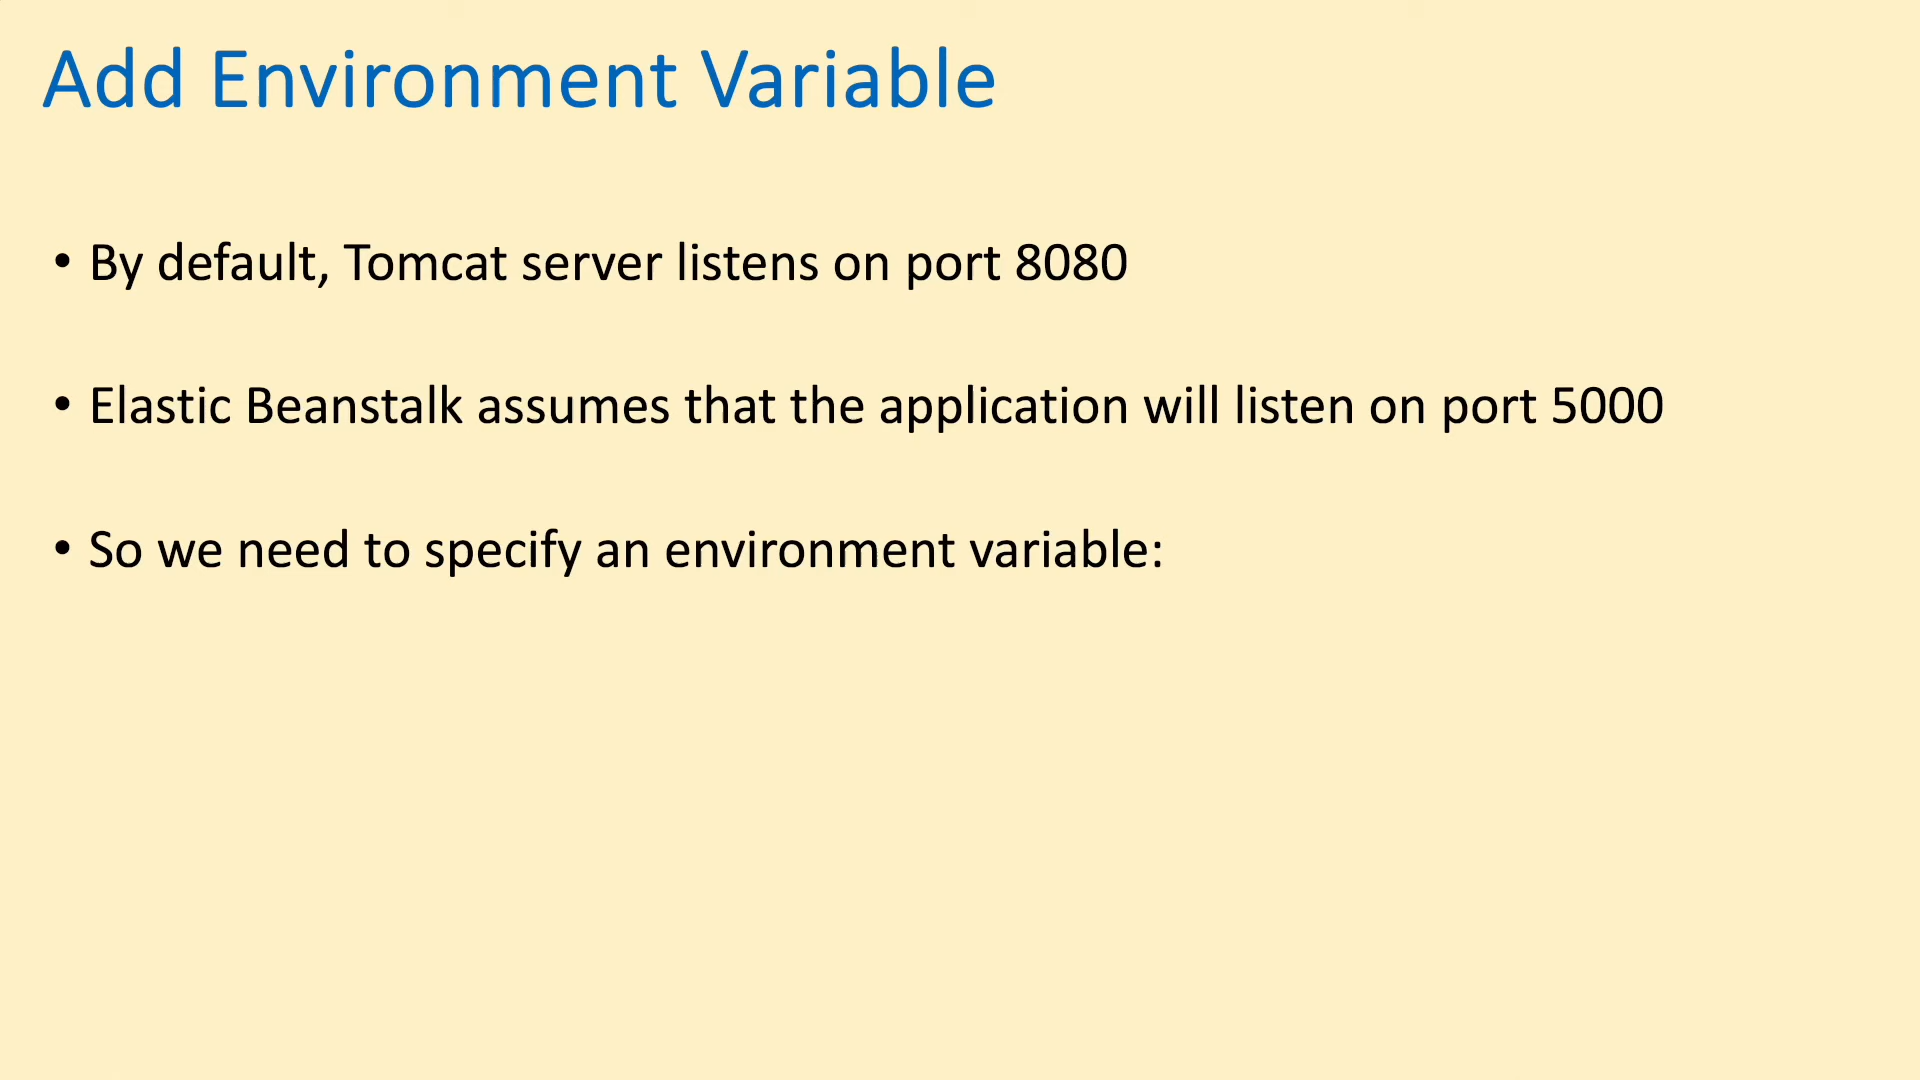 Add Environment Variable
• By default, Tomcat server listens on port 8080
• Elastic Beanstalk assumes that the application will listen on port 5000
• So we need to specify an environment variable: